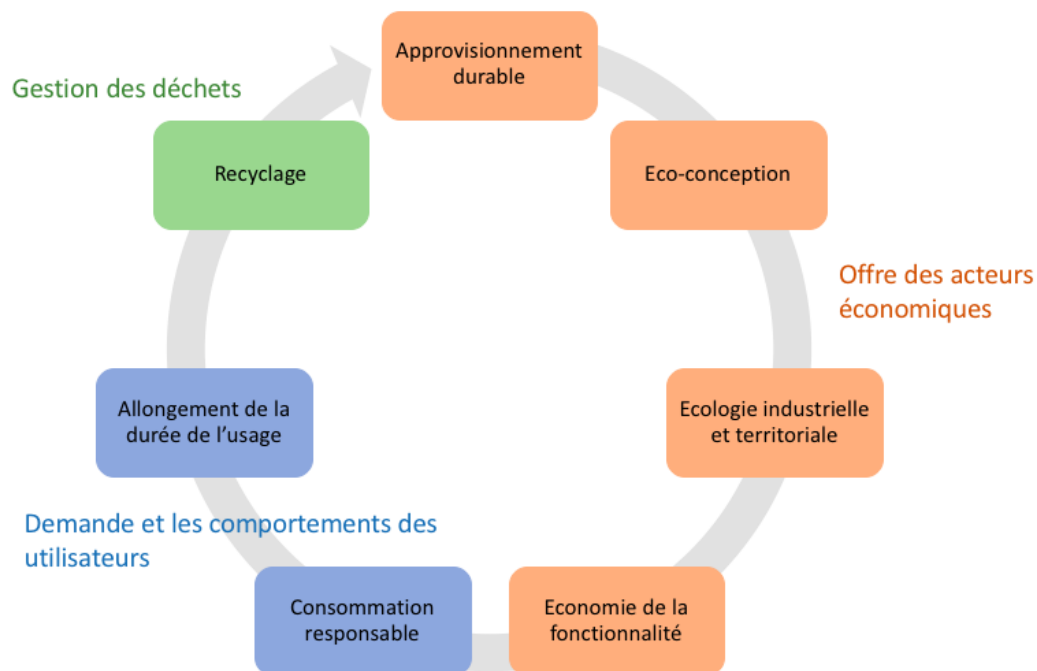 Approvisionnement
durable
Gestion des déchets
Recyclage
Eco-conception
Offre des acteurs
économiques
Allongement de la
durée de l'usage
Ecologie industrielle
et territoriale
Demande et les comportements des
utilisateurs
Consommation
responsable
Economie de la
fonctionnalité